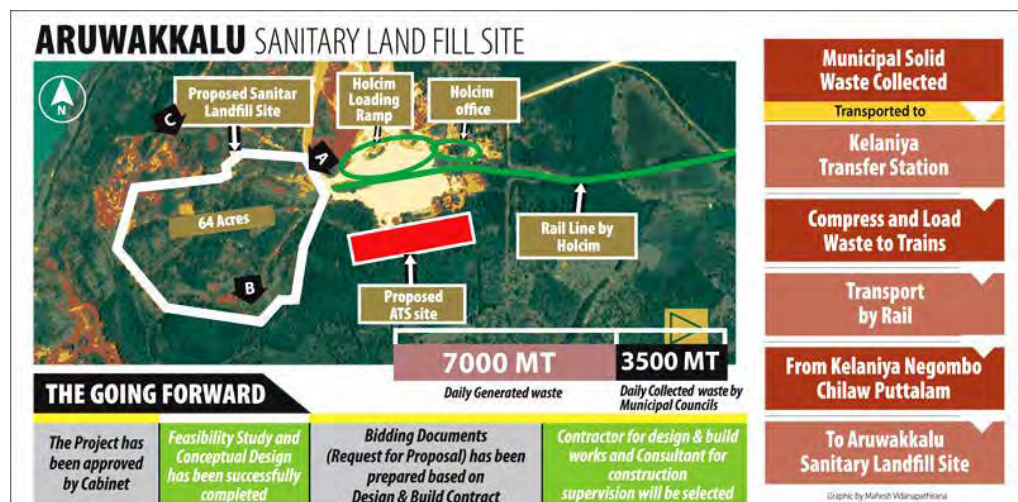 ARUWAKKALU SANITARY LAND FILL SITE
N
C
Proposed Sanitar
Landfill Site
Holcim
Loading
Ramp
Holcim
office
A
64 Acres
B
Rail Line by
Holcim
Proposed
ATS site
7000 MT
3500 MT
Daily Generated waste
Daily Collected waste by
Municipal Councils
THE GOING FORWARD
The Project has
been approved
by Cabinet
Feasibility Study and
Conceptual Design
has been successfully
completed
Bidding Documents
(Request for Proposal) has been
prepared based on
Design & Build Contract
Contractor for design & build
works and Consultant for
construction
supervision will be selected
Municipal Solid
Waste Collected
Transported to
Kelaniya
Transfer Station
Compress and Load
Waste to Trains
Transport
by Rail
From Kelaniya Negombo
Chilaw Puttalam
To Aruwakkalu
Sanitary Landfill Site
Graphic by Mahesh Vidanapathirana